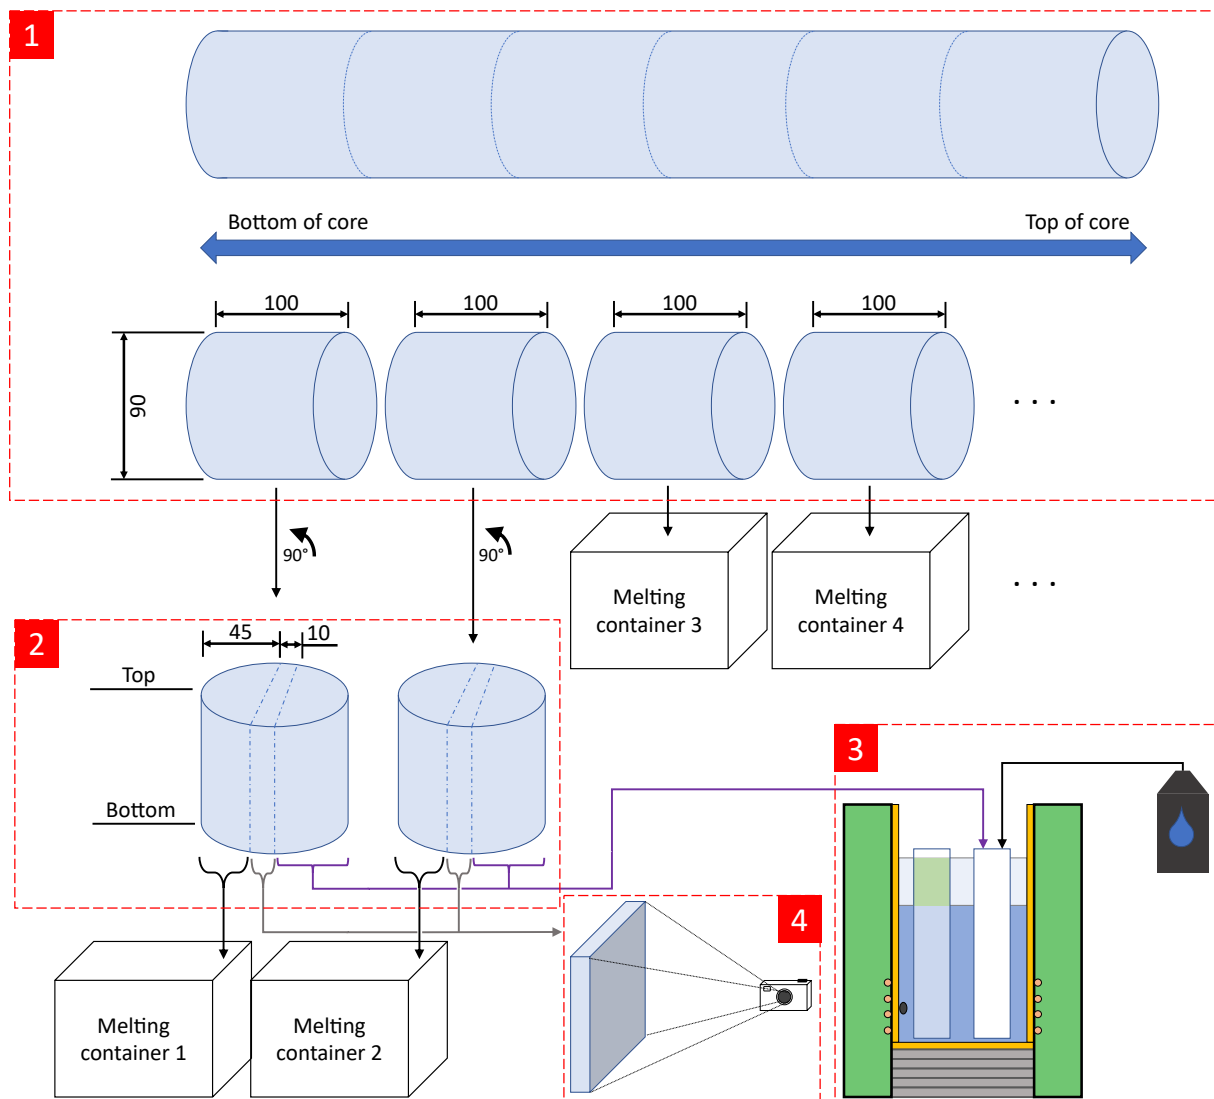 1
Bottom of core
Top of core
100
100
100
100
90
. . .
90°
90°
Melting
container 3
Melting
container 4
. . .
2
45
10
Top
Bottom
3
4
Melting
container 1
Melting
container 2